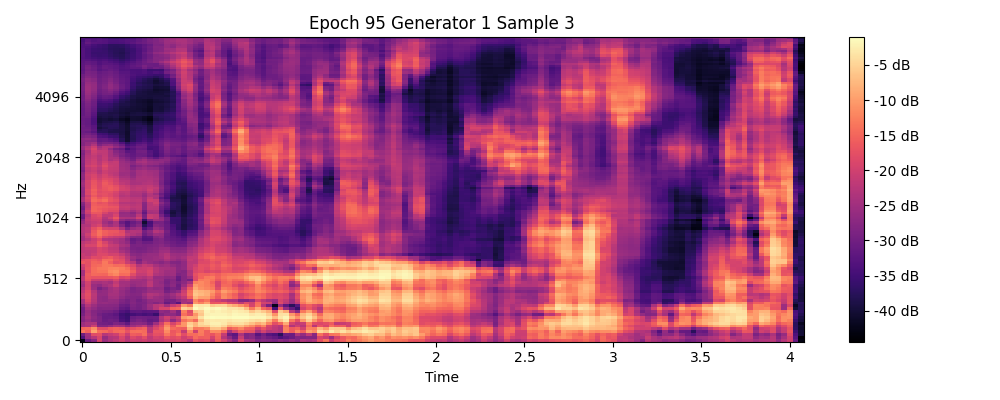 Epoch 95 Generator 1 Sample 3
Hz
4096
2048
1024
512
0
0 0.5 1 1.5 2 2.5 3 3.5 4
Time
-5 dB
-10 dB
-15 dB
-20 dB
-25 dB
-30 dB
-35 dB
-40 dB